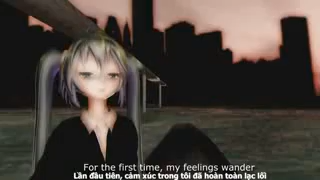 For the first time, my feelings wander
Lần đầu tiên, cảm xúc trong tôi đã hoàn toàn lạc lối